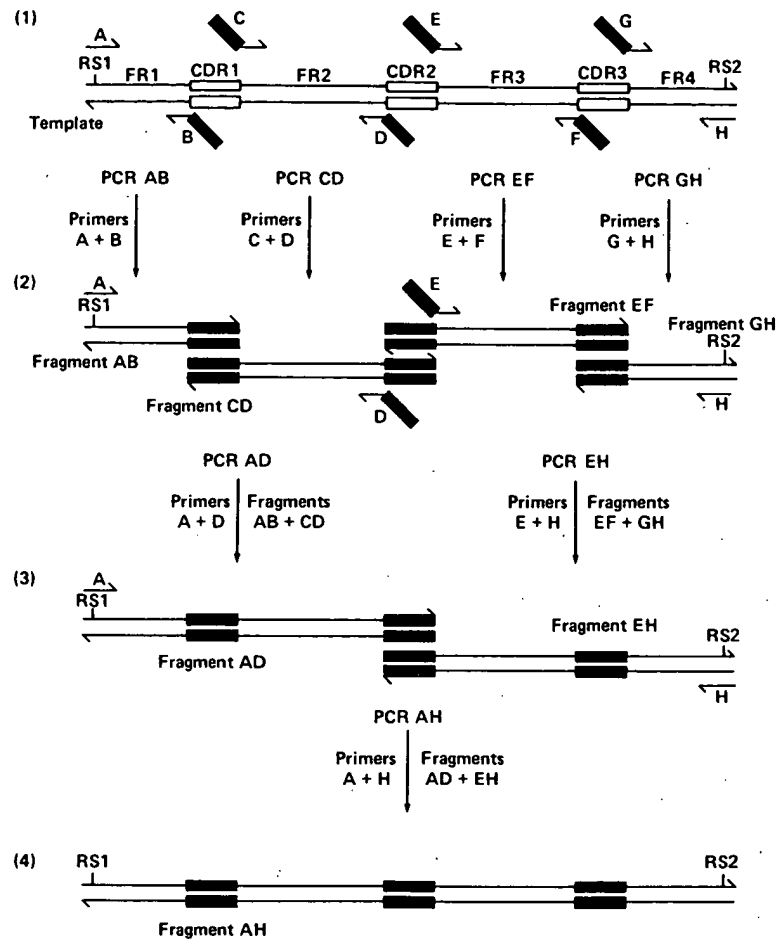 (1)
A C E G
RS1 FR1 CDR1 FR2 CDR2 FR3 CDR3 FR4 RS2
Template B D F H
PCR AB PCR CD PCR EF PCR GH
Primers Primers Primers Primers
A + B C + D E + F G + H
(2)
A E
RS1 Fragment EF
Fragment GH
RS2
Fragment AB
Fragment CD D H
PCR AD PCR EH
Primers Fragments Primers Fragments
A + D AB + CD E + H EF + GH
(3)
A
RS1
Fragment EH RS2
Fragment AD
H
PCR AH
Primers Fragments
A + H AD + EH
(4)
RS1 RS2
Fragment AH